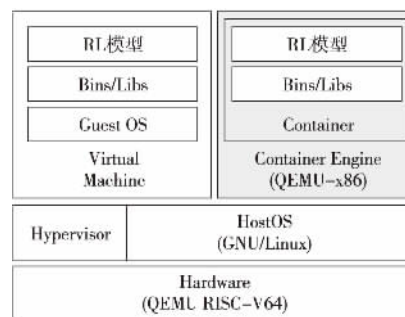 RL模型
Bins/Libs
Guest OS
Virtual
Machine
RL模型
Bins/Libs
Container
Container Engine
(QEMU-x86)
Hypervisor
HostOS
(GNU/Linux)
Hardware
(QEMU RISC-V64)